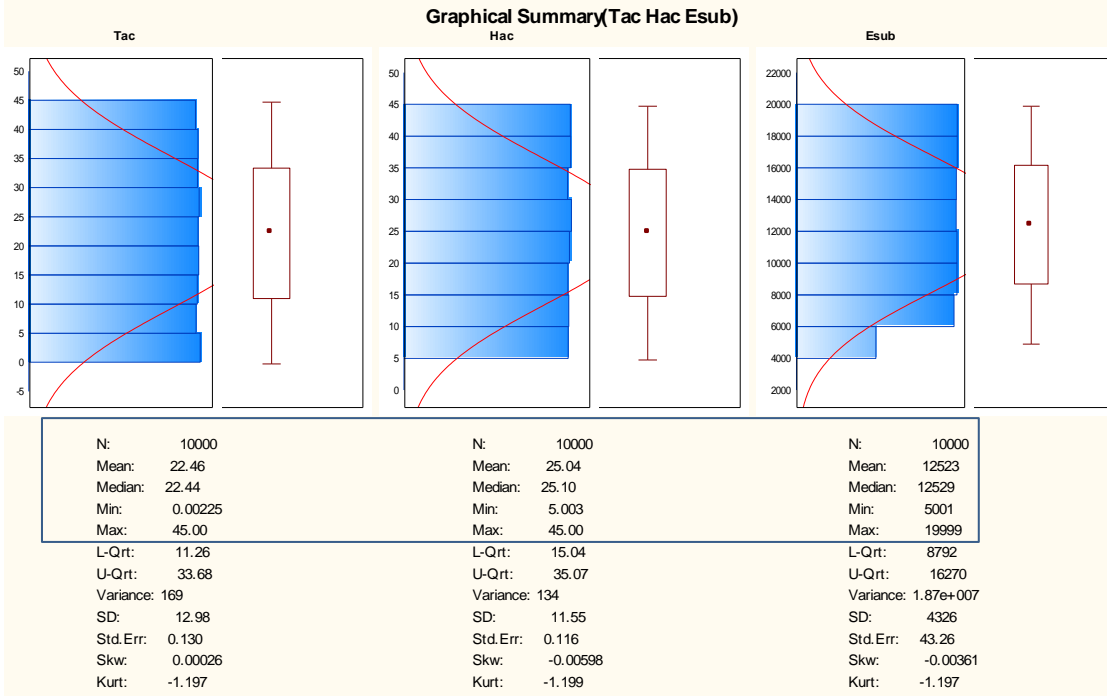 Graphical Summary(Tac Hac Esub)
Tac
50
45
40
35
30
25
20
15
10
5
0
-5
Hac
50
45
40
35
30
25
20
15
10
5
0
Esub
22000
20000
18000
16000
14000
12000
10000
8000
6000
4000
2000
N: 10000
Mean: 22.46
Median: 22.44
Min: 0.00225
Max: 45.00
L-Qrt: 11.26
U-Qrt: 33.68
Variance: 169
SD: 12.98
Std.Err: 0.130
Skw: 0.00026
Kurt: -1.197
N: 10000
Mean: 25.04
Median: 25.10
Min: 5.003
Max: 45.00
L-Qrt: 15.04
U-Qrt: 35.07
Variance: 134
SD: 11.55
Std.Err: 0.116
Skw: -0.00598
Kurt: -1.199
N: 10000
Mean: 12523
Median: 12529
Min: 5001
Max: 19999
L-Qrt: 8792
U-Qrt: 16270
Variance: 1.87e+007
SD: 4326
Std.Err: 43.26
Skw: -0.00361
Kurt: -1.197